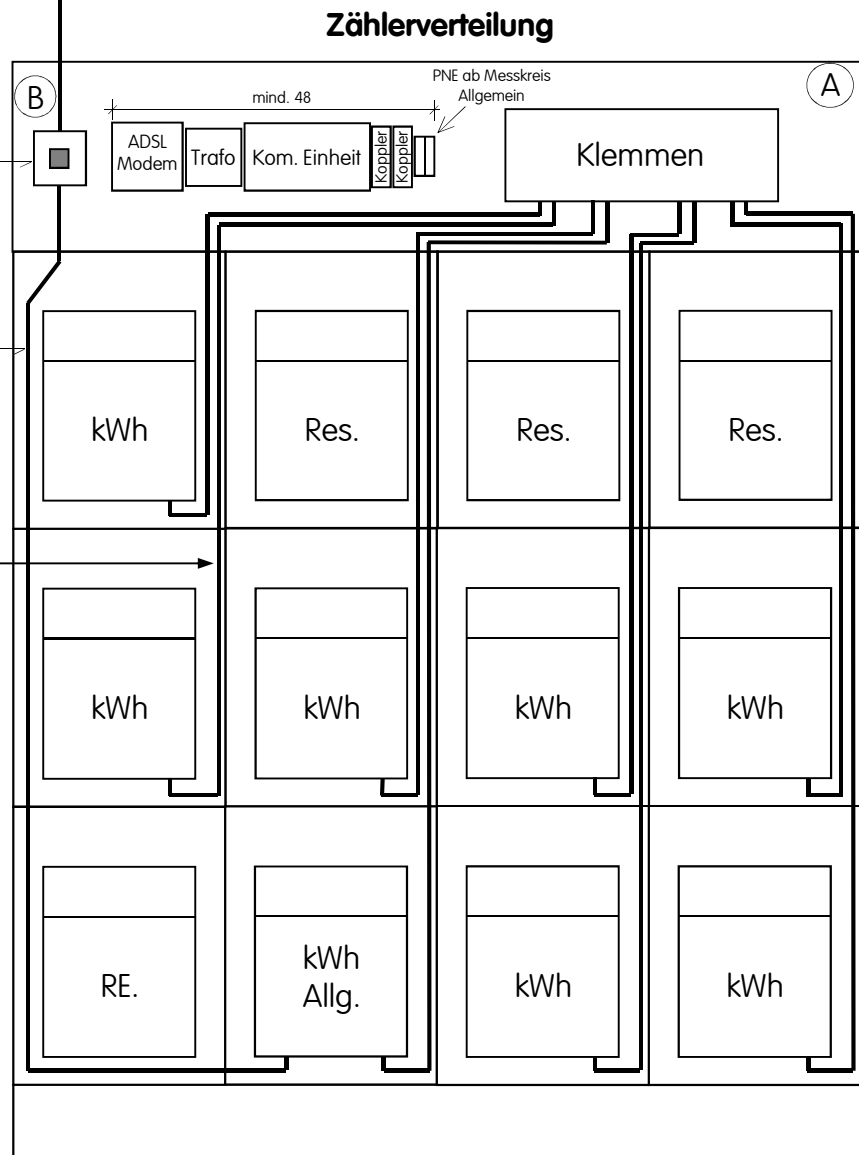 Zählerverteilung
B
mind. 48
PNE ab Messkreis
Allgemein
A
ADSL
Modem
Trafo
Kom. Einheit
Koppler
Koppler
Klemmen
kWh
Res.
Res.
Res.
kWh
kWh
kWh
kWh
RE.
kWh
Allg.
kWh
kWh